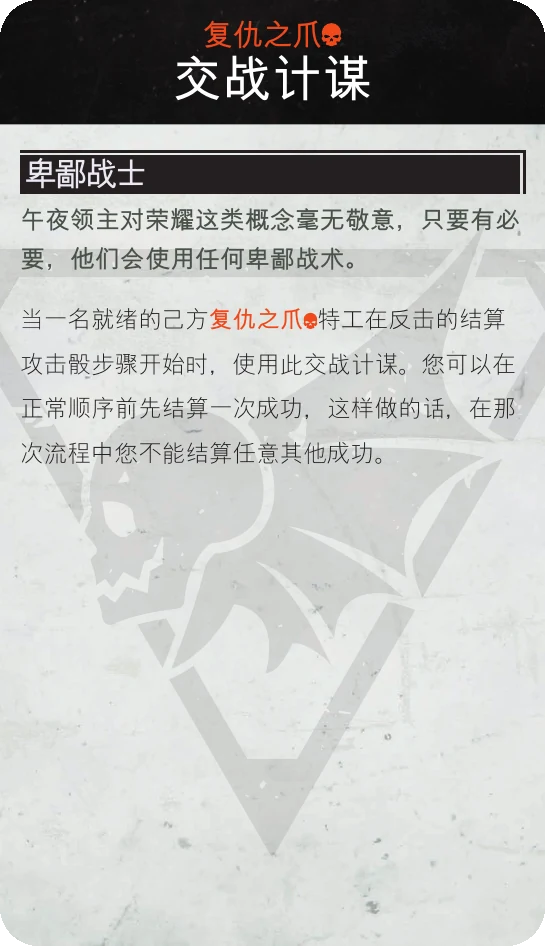 复仇之爪
交战计谋
卑鄙战士
午夜领主对荣耀这类概念毫无敬意，只要有必
要，他们会使用任何卑鄙战术。
当一名就绪的己方复仇之爪特工在反击的结算
攻击骰步骤开始时，使用此交战计谋。您可以在
正常顺序前先结算一次成功，这样做的话，在那
次流程中您不能结算任意其他成功。